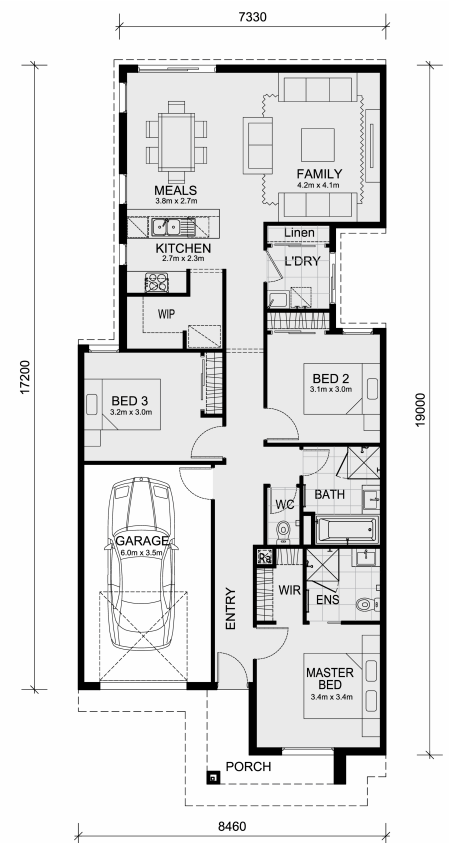 7330
FAMILY
4.2m x 4.1m
MEALS
3.8m x 2.7m
Linen
KITCHEN
2.7m x 2.3m
L'DRY
WIP
17200
19000
BED 3
3.2m x 3.0m
BED 2
3.1m x 3.0m
BATH
WC
GARAGE
6.0m x 3.5m
Ra
WIR
ENS
ENTRY
MASTER
BED
3.4m x 3.4m
PORCH
8460